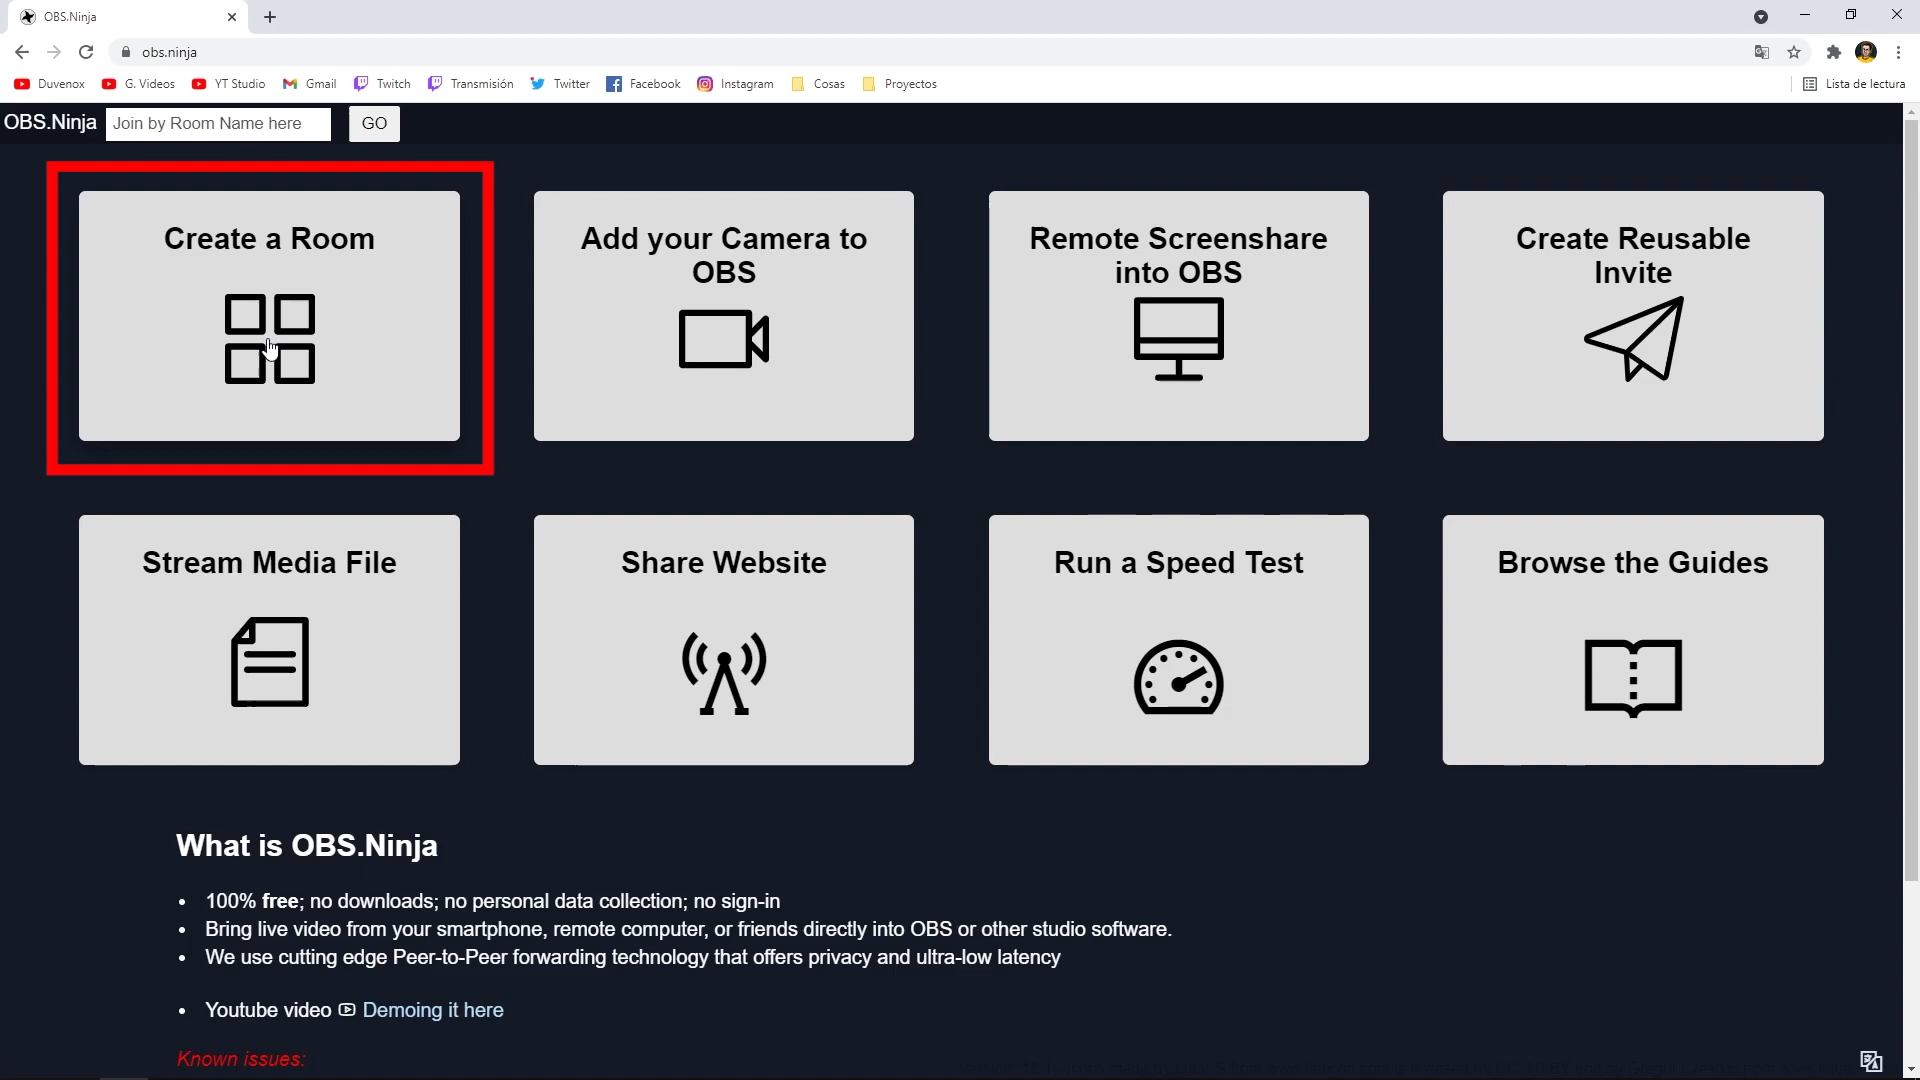 OBS.Ninja
obs.ninja
Duvenox G. Videos YT Studio Gmail Twitch Transmisión Twitter Facebook Instagram Cosas Proyectos Lista de lectura
OBS.Ninja Join by Room Name here GO
Create a Room
Add your Camera to
OBS
Remote Screenshare
into OBS
Create Reusable
Invite
Stream Media File
Share Website
Run a Speed Test
Browse the Guides
What is OBS.Ninja
• 100% free; no downloads; no personal data collection; no sign-in
• Bring live video from your smartphone, remote computer, or friends directly into OBS or other studio software.
• We use cutting edge Peer-to-Peer forwarding technology that offers privacy and ultra-low latency
• Youtube video Demoing it here
Known issues: